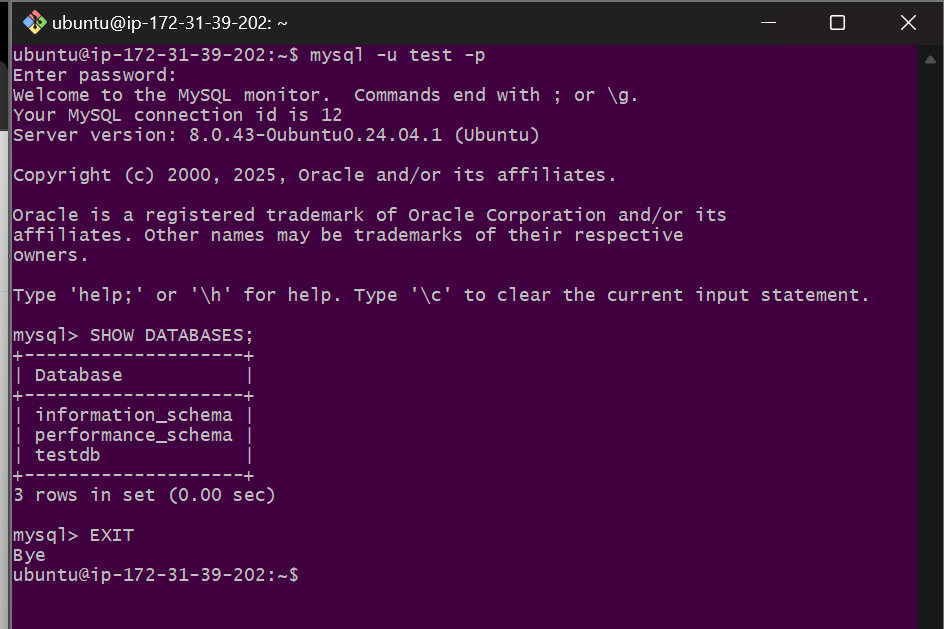 ubuntu@ip-172-31-39-202: ~
ubuntu@ip-172-31-39-202:~$ mysql -u test -p
Enter password:
Welcome to the MySQL monitor.  Commands end with ; or \g.
Your MySQL connection id is 12
Server version: 8.0.43-0ubuntu0.24.04.1 (Ubuntu)

Copyright (c) 2000, 2025, Oracle and/or its affiliates.

Oracle is a registered trademark of Oracle Corporation and/or its
affiliates. Other names may be trademarks of their respective
owners.

Type 'help;' or '\h' for help. Type '\c' to clear the current input statement.

mysql> SHOW DATABASES;
+--------------------+
| Database           |
+--------------------+
| information_schema |
| performance_schema |
| testdb             |
+--------------------+
3 rows in set (0.00 sec)

mysql> EXIT
Bye
ubuntu@ip-172-31-39-202:~$